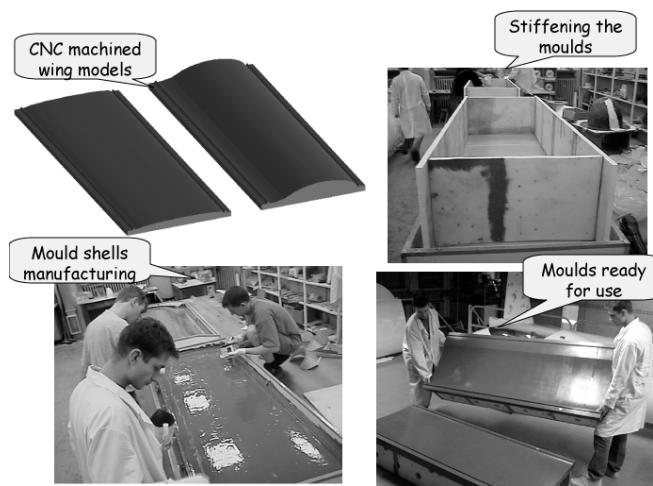 CNC machined
wing models
Stiffening the
moulds
Mould shells
manufacturing
Moulds ready
for use